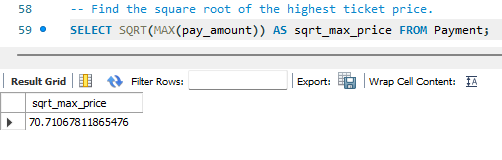 58 -- Find the square root of the highest ticket price.
59 SELECT SQRT(MAX(pay_amount)) AS sqrt_max_price FROM Payment;
Result Grid Filter Rows: Export: Wrap Cell Content: IA
sqrt_max_price
70.71067811865476